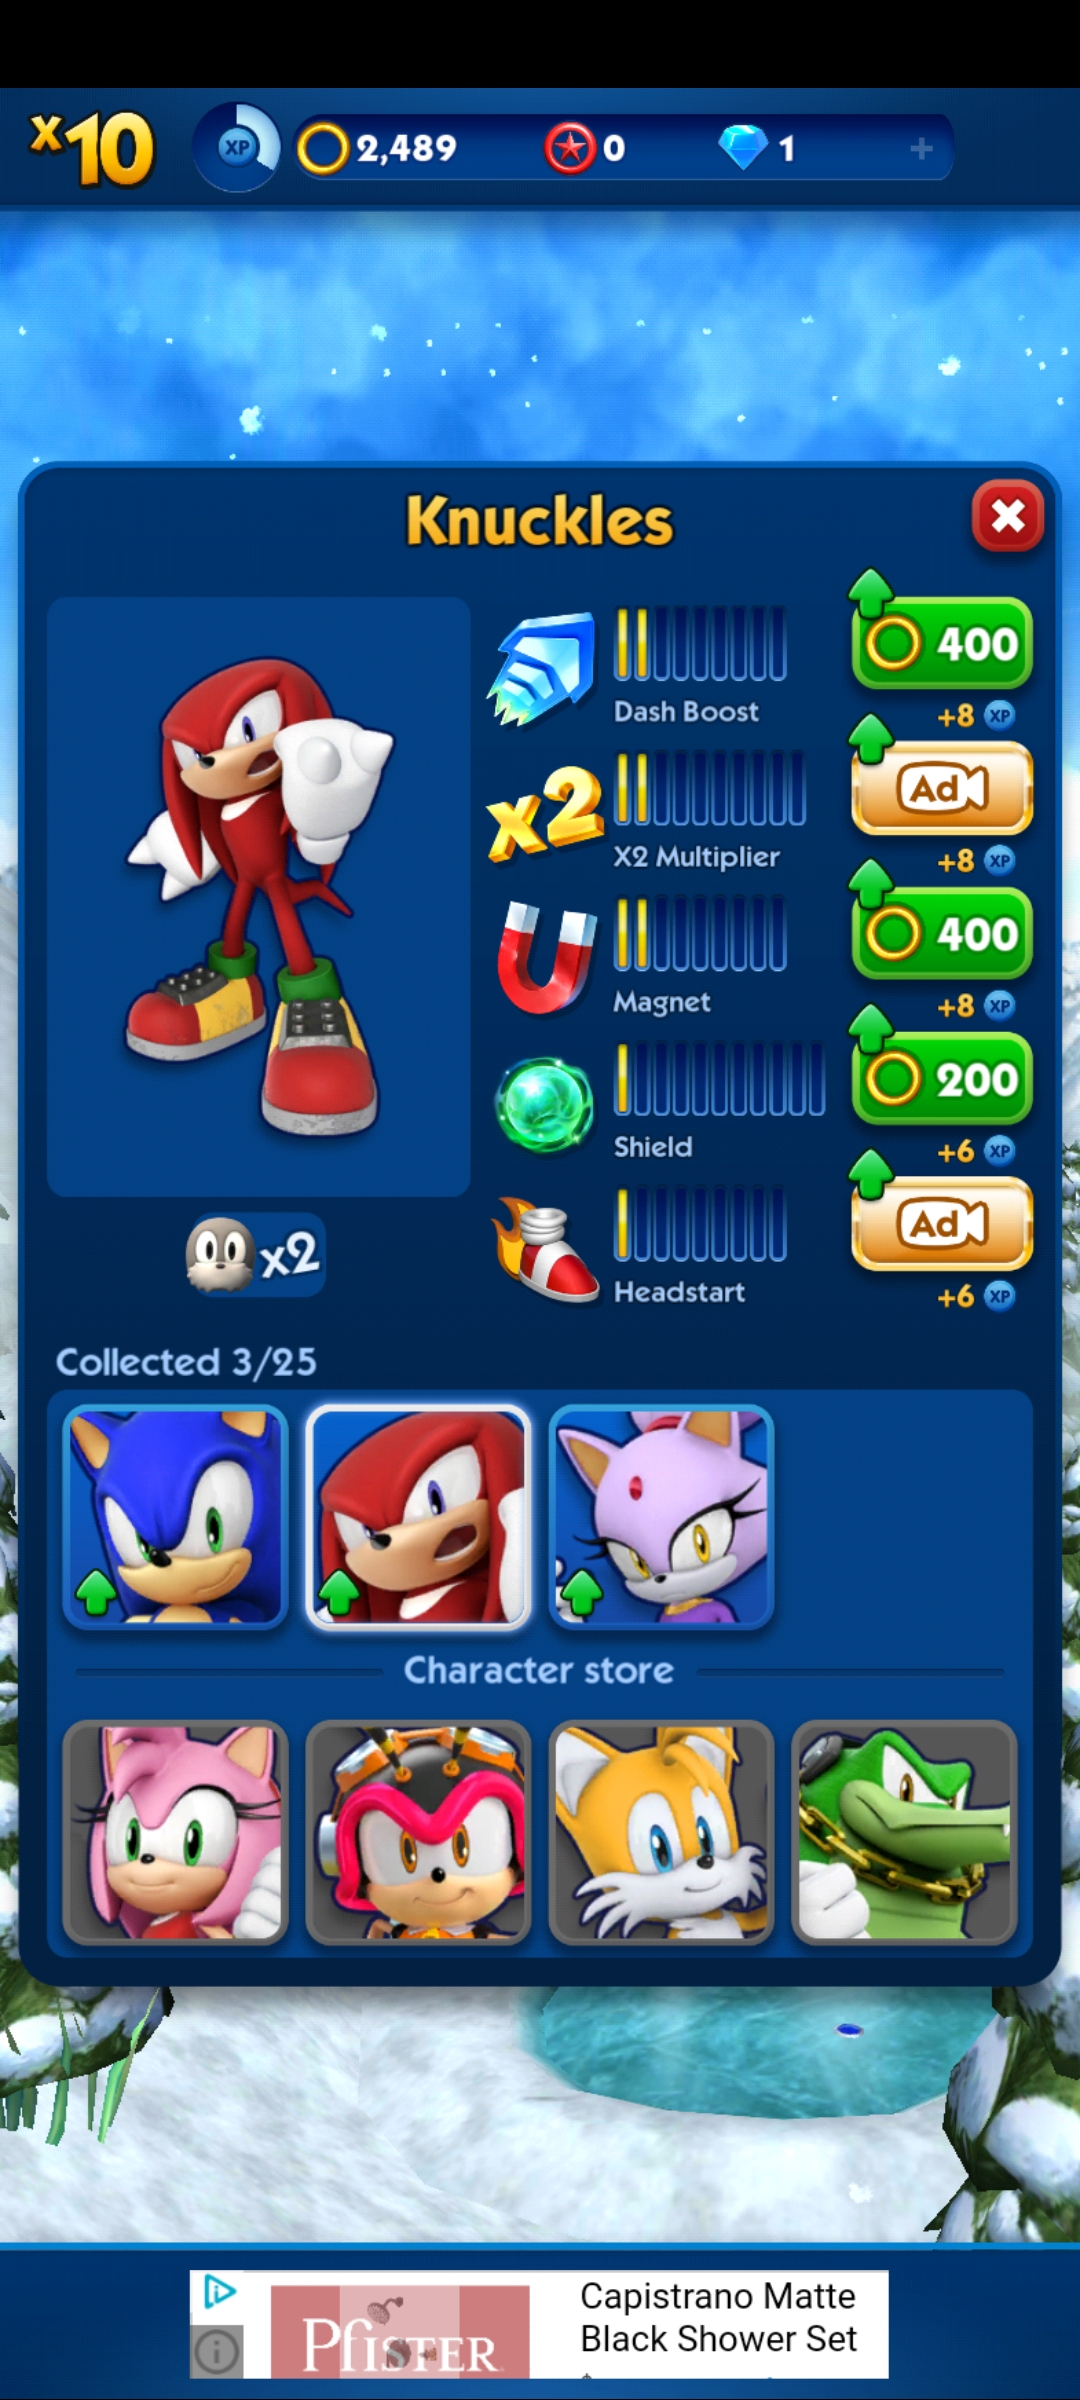 x10
XP
2,489
0
1
+
Knuckles
400
Dash Boost
+8 XP
x2
Ad
X2 Multiplier
+8 XP
400
Magnet
+8 XP
200
Shield
+6 XP
x2
Ad
Headstart
+6 XP
Collected 3/25
Character store
Capistrano Matte
Pfister
Black Shower Set